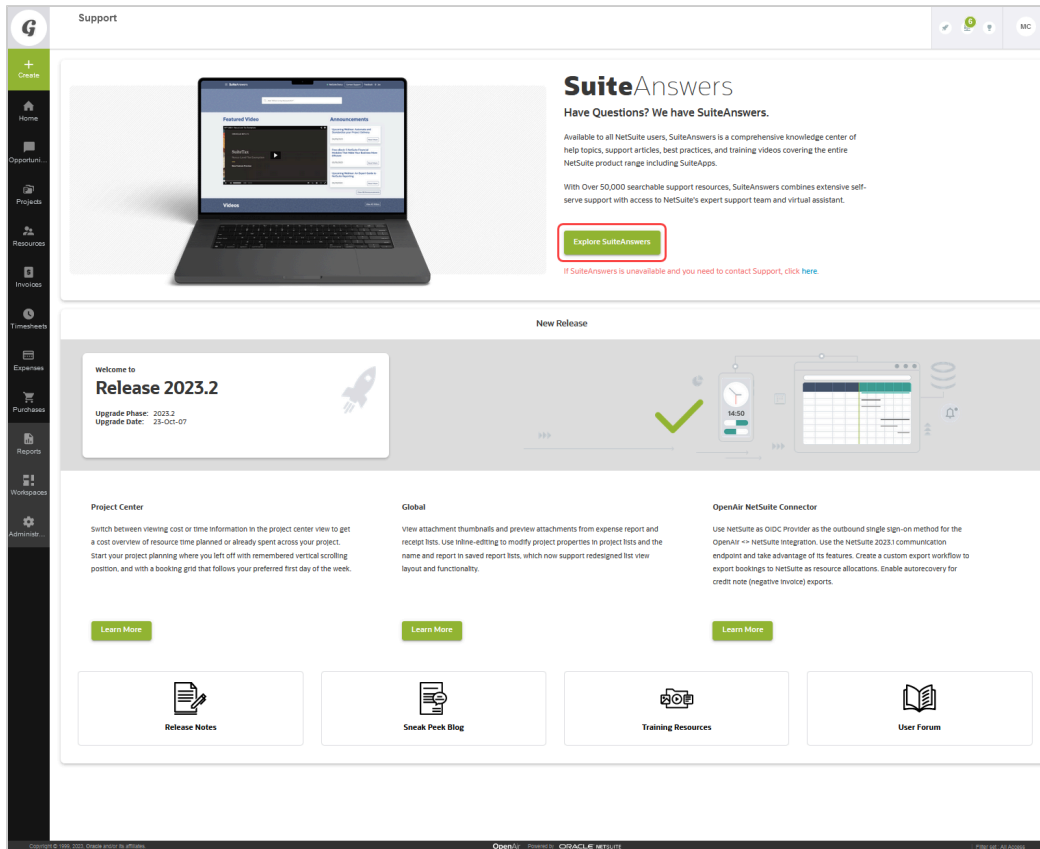 G
Support
6
MC
Create
Home
Opportuni...
Projects
Resources
Invoices
Timesheets
Expenses
Purchases
Reports
Workspaces
Administr...
SuiteAnswers
Have Questions? We have SuiteAnswers.
Available to all NetSuite users, SuiteAnswers is a comprehensive knowledge center of
help topics, support articles, best practices, and training videos covering the entire
NetSuite product range including SuiteApps.
With Over 50,000 searchable support resources, SuiteAnswers combines extensive self-
serve support with access to NetSuite's expert support team and virtual assistant.
Explore SuiteAnswers
If SuiteAnswers is unavailable and you need to contact Support, click here.
Featured Video
Announcements
SuiteTax
Videos
New Release
Welcome to
Release 2023.2
Upgrade Phase: 2023.2
Upgrade Date: 23-Oct-07
14:50
Project Center
Switch between viewing cost or time information in the project center view to get
a cost overview of resource time planned or already spent across your project.
Start your project planning where you left off with remembered vertical scrolling
position, and with a booking grid that follows your preferred first day of the week.
Learn More
Global
View attachment thumbnails and preview attachments from expense report and
receipt lists. Use inline-editing to modify project properties in project lists and the
name and report in saved report lists, which now support redesigned list view
layout and functionality.
Learn More
OpenAir NetSuite Connector
Use NetSuite as OIDC Provider as the outbound single sign-on method for the
OpenAir <> NetSuite integration. Use the NetSuite 2023.1 communication
endpoint and take advantage of its features. Create a custom export workflow to
export bookings to NetSuite as resource allocations. Enable autorecovery for
credit note (negative invoice) exports.
Learn More
Release Notes
Sneak Peek Blog
Training Resources
User Forum
Copyright © 1999, 2023, Oracle and/or its affiliates.
OpenAir Powered by ORACLE NETSUITE
Filter set: All Access